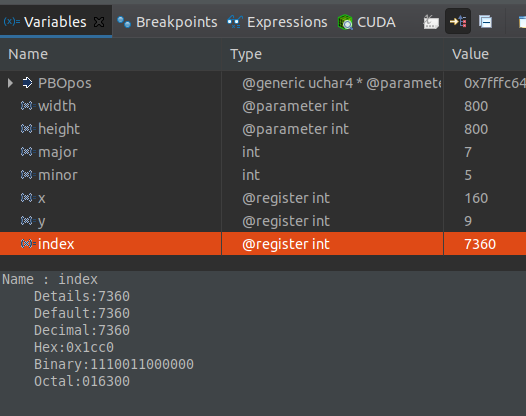 (x)= Variables Breakpoints Expressions CUDA
Name Type Value
PBOpos @generic uchar4 * @paramete 0x7fffc64
width @parameter int 800
height @parameter int 800
major int 7
minor int 5
x @register int 160
y @register int 9
index @register int 7360
Name : index
Details:7360
Default:7360
Decimal:7360
Hex:0x1cc0
Binary:1110011000000
Octal:016300